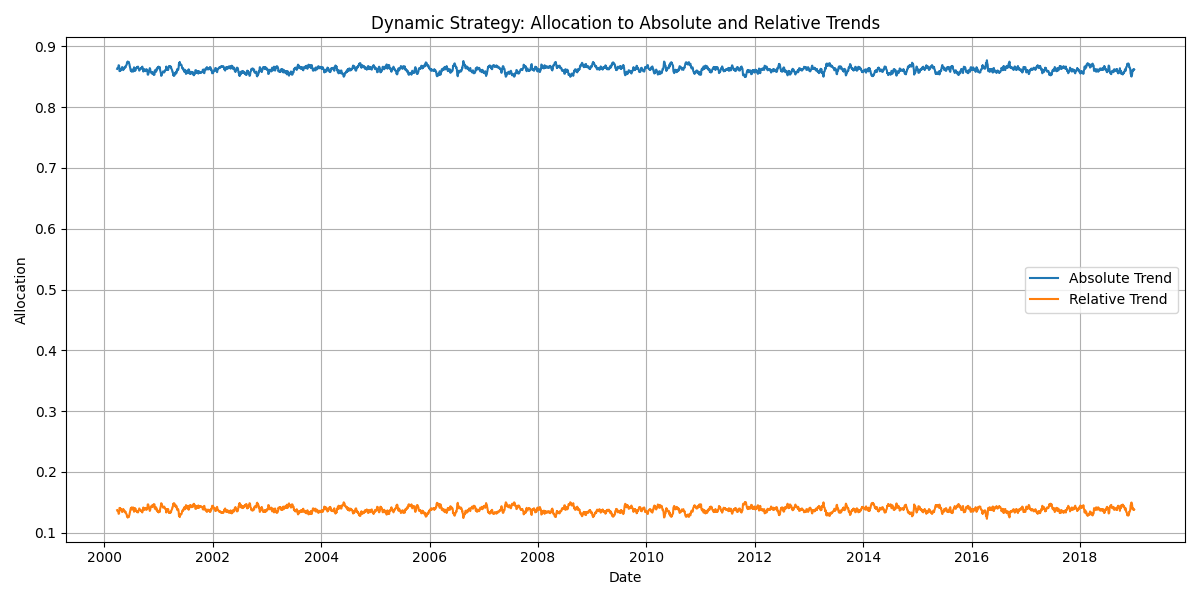 Dynamic Strategy: Allocation to Absolute and Relative Trends
0.9
0.8
0.7
0.6
0.5
0.4
0.3
0.2
0.1
Allocation
Absolute Trend
Relative Trend
2000 2002 2004 2006 2008 2010 2012 2014 2016 2018
Date